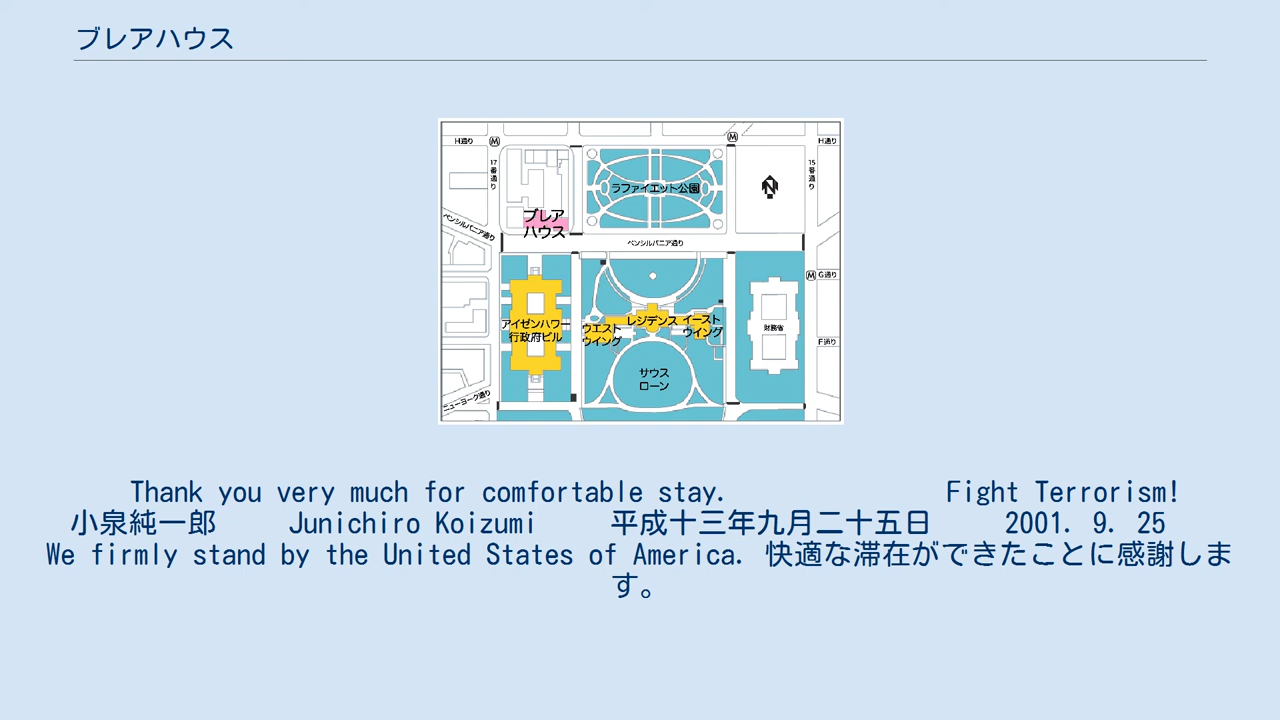 ブレアハウス
H通り
H通り
17番通り
15番通り
ラファイエット公園
N
ブレア
ハウス
ペンシルバニア通り
ペンシルバニア通り
G通り
アイゼンハワー
行政府ビル
ウエスト
ウイング
レジデンス
イースト
ウイング
財務省
F通り
サウス
ローン
ニューヨーク通り
Thank you very much for comfortable stay. Fight Terrorism!
小泉純一郎 Junichiro Koizumi 平成十三年九月二十五日 2001. 9. 25
We firmly stand by the United States of America. 快適な滞在ができたことに感謝しま
す。